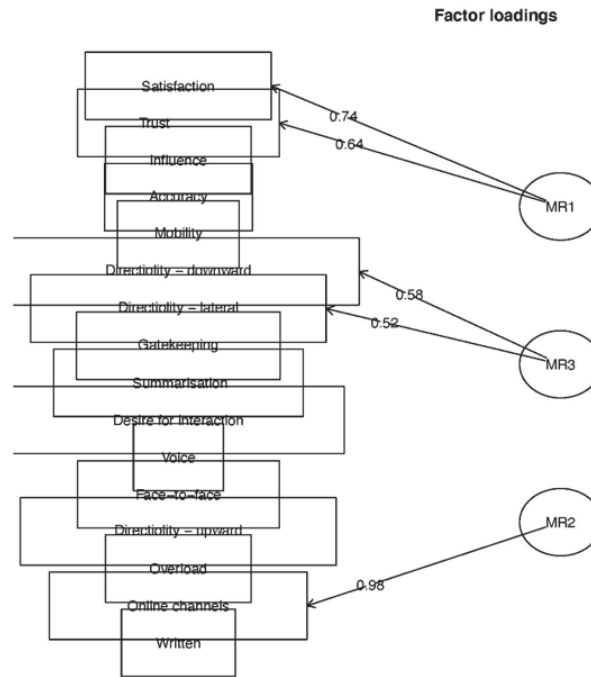 Factor loadings
Satisfaction
0.74
Trust
0.64
Influence
Accuracy
MR1
Mobility
Directiolity – downward
0.58
Directiolity – lateral
0.52
Gatekeeping
MR3
Summarisation
Desire for interaction
Voice
Face–to–face
Directiolity – upward
MR2
Overload
0.98
Online channels
Written